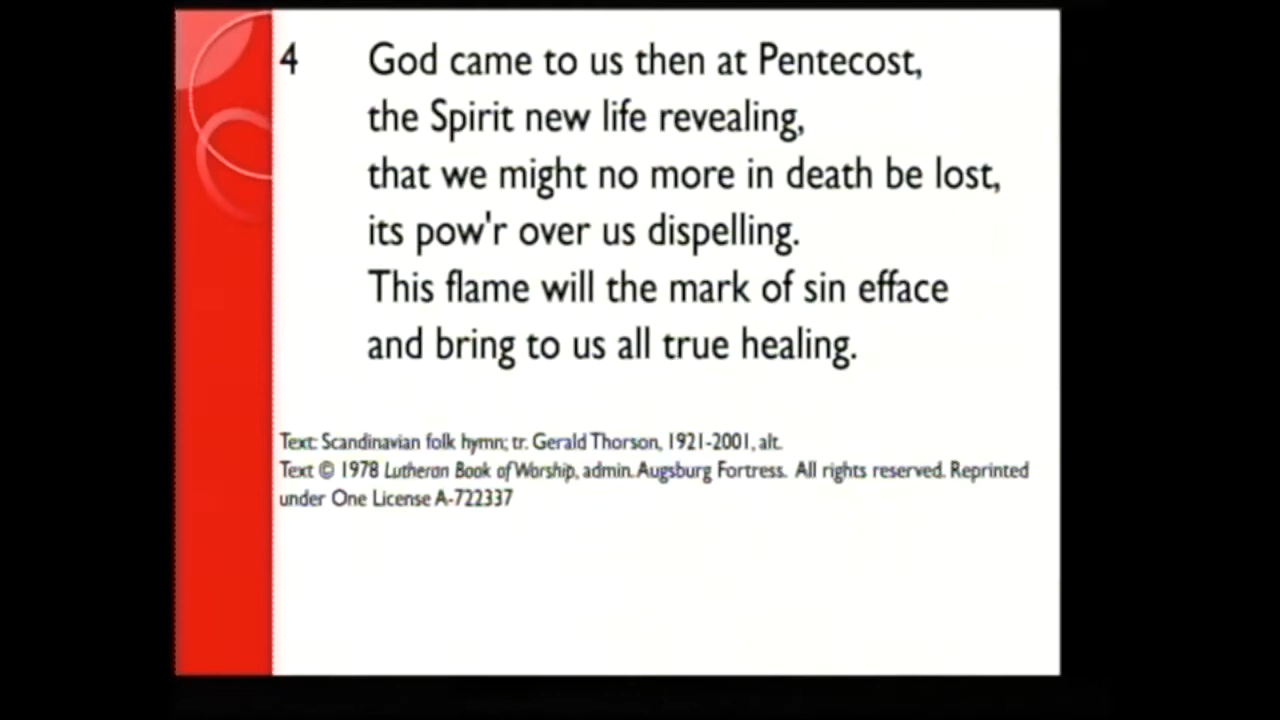 4 God came to us then at Pentecost,
the Spirit new life revealing,
that we might no more in death be lost,
its pow'r over us dispelling.
This flame will the mark of sin efface
and bring to us all true healing.
Text: Scandinavian folk hymn; tr. Gerald Thorson, 1921-2001, alt.
Text © 1978 Lutheran Book of Worship, admin. Augsburg Fortress. All rights reserved. Reprinted
under One License A-722337